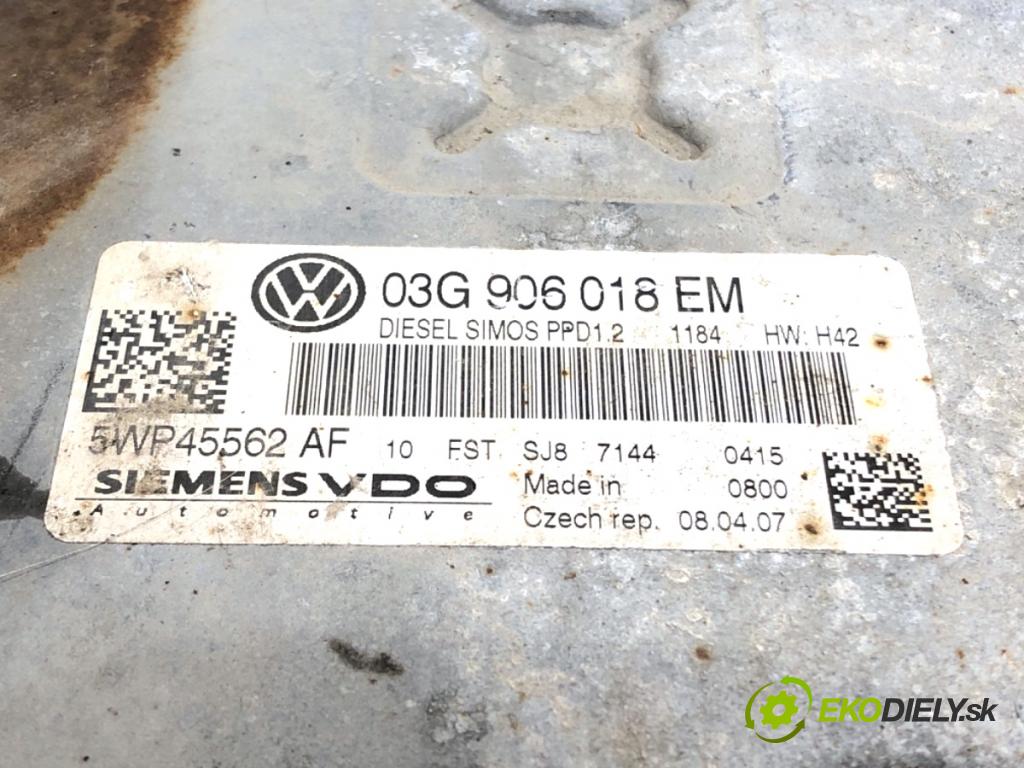 VW
03G 906 018 EM
DIESEL SIMOS PPD1.2 1184 HW: H42
5WP45562 AF 10 FST SJ8 7144 0415
SIEMENS VDO Made in 0800
Automotive Czech rep. 08.04.07
EKODIELY.sk